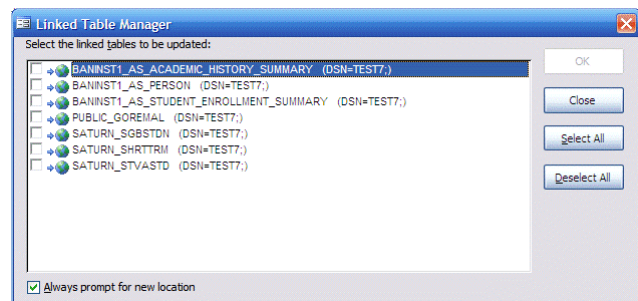 Linked Table Manager
Select the linked tables to be updated:
BANINST1_AS_ACADEMIC_HISTORY_SUMMARY (DSN=TEST7;)
BANINST1_AS_PERSON (DSN=TEST7;)
BANINST1_AS_STUDENT_ENROLLMENT_SUMMARY (DSN=TEST7;)
PUBLIC_GOREMAL (DSN=TEST7;)
SATURN_SGBSTDN (DSN=TEST7;)
SATURN_SHRTTRM (DSN=TEST7;)
SATURN_STVASTD (DSN=TEST7;)
OK
Close
Select All
Deselect All
Always prompt for new location